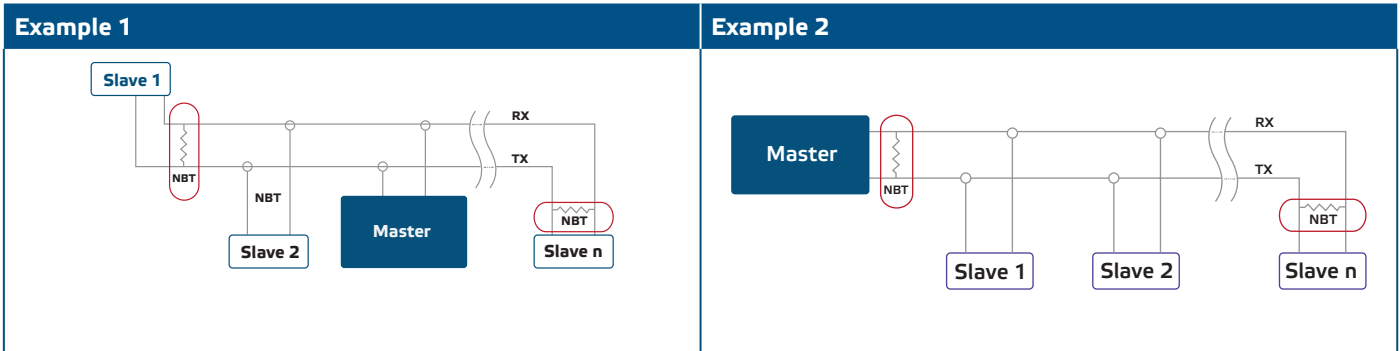 Example 1
Slave 1
RX
TX
NBT
NBT
NBT
Master
Slave 2
Slave n
Example 2
RX
Master
TX
NBT
NBT
Slave 1
Slave 2
Slave n